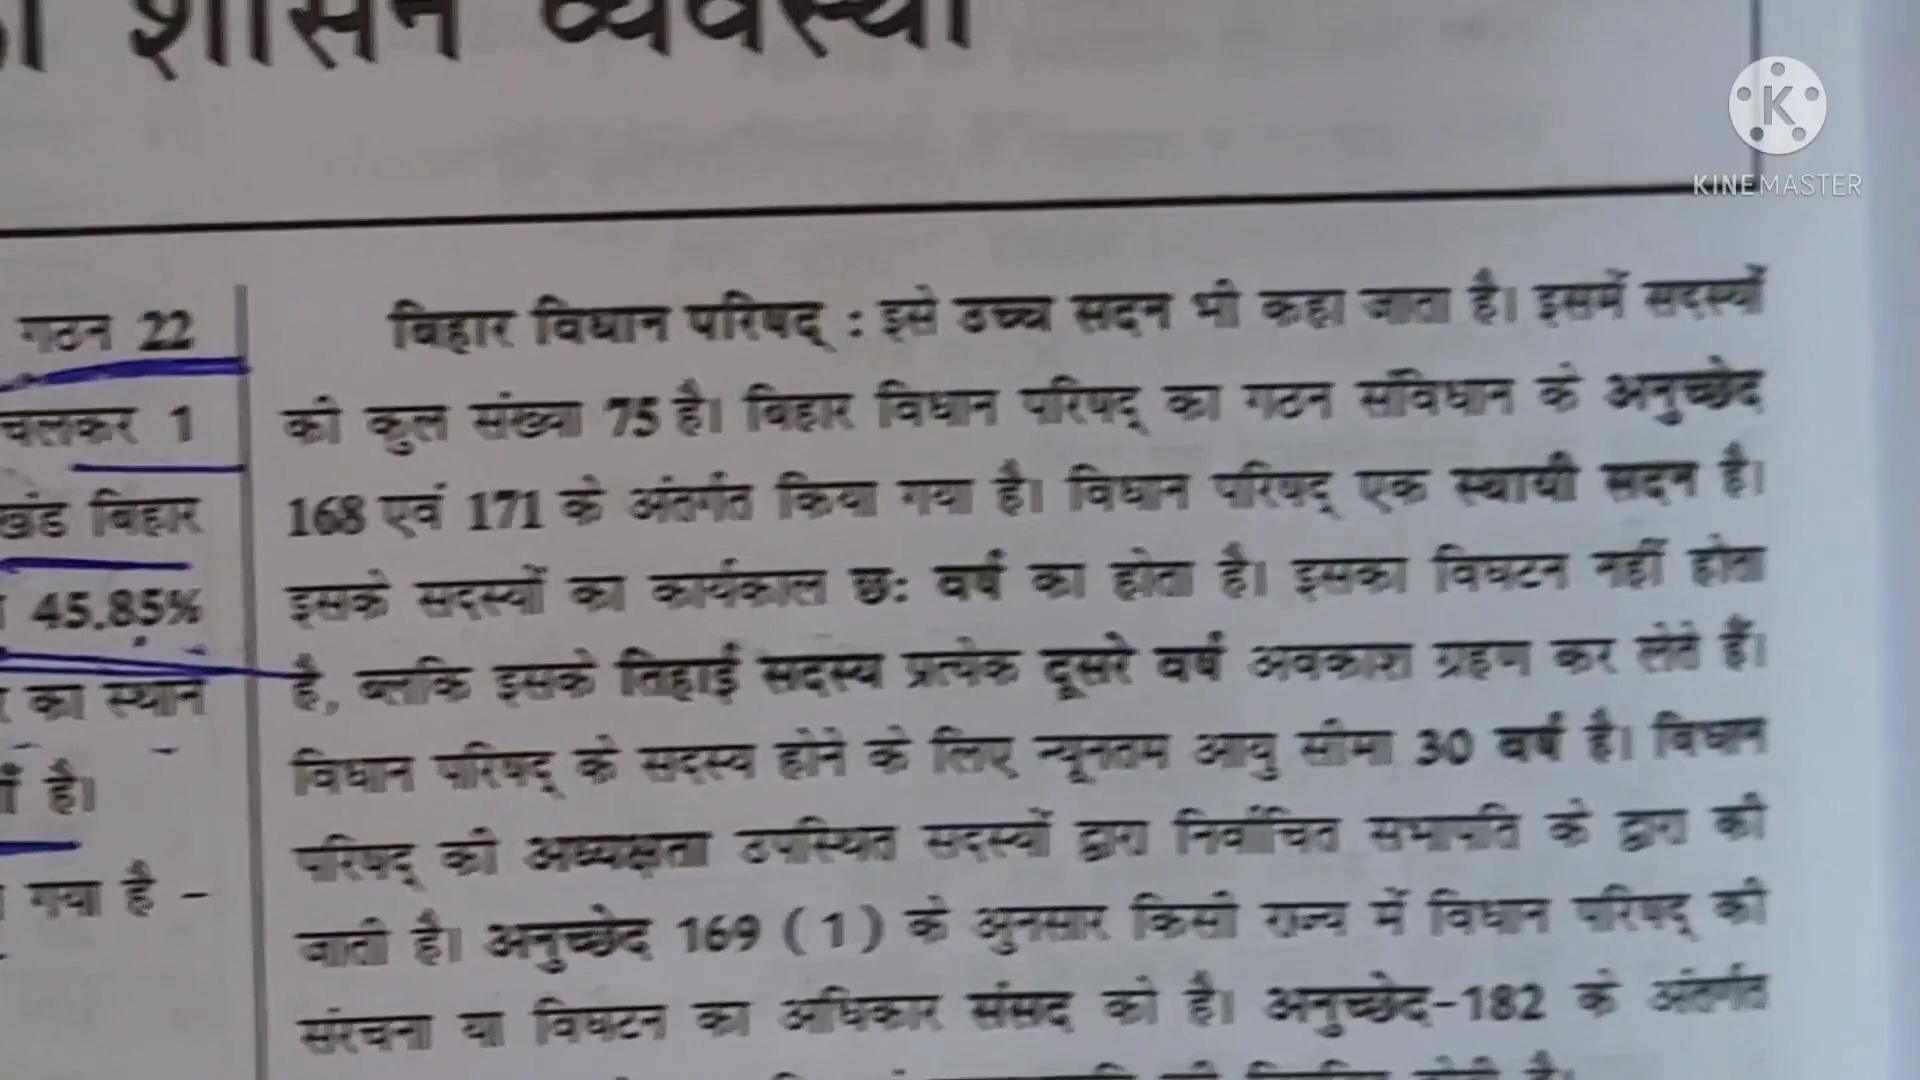 शासन व्यवस्था
KINEMASTER
गठन 22
चलकर 1
खंड बिहार
45.85%
का स्थान
है।
गया है -
बिहार विधान परिषद् : इसे उच्च सदन भी कहा जाता है। इसमें सदस्यों
की कुल संख्या 75 है। बिहार विधान परिषद् का गठन संविधान के अनुच्छेद
168 एवं 171 के अंतर्गत किया गया है। विधान परिषद् एक स्थायी सदन है।
इसके सदस्यों का कार्यकाल छः वर्ष का होता है। इसका विघटन नहीं होता
है, ब्लकि इसके तिहाई सदस्य प्रत्येक दूसरे वर्ष अवकाश ग्रहण कर लेते हैं।
विधान परिषद् के सदस्य होने के लिए न्यूनतम आयु सीमा 30 वर्ष है। विधान
परिषद् की अध्यक्षता उपस्थित सदस्यों द्वारा निर्वाचित सभापति के द्वारा की
जाती है। अनुच्छेद 169 (1) के अुनसार किसी राज्य में विधान परिषद् की
संरचना या विघटन का अधिकार संसद को है। अनुच्छेद-182 के अंतर्गत